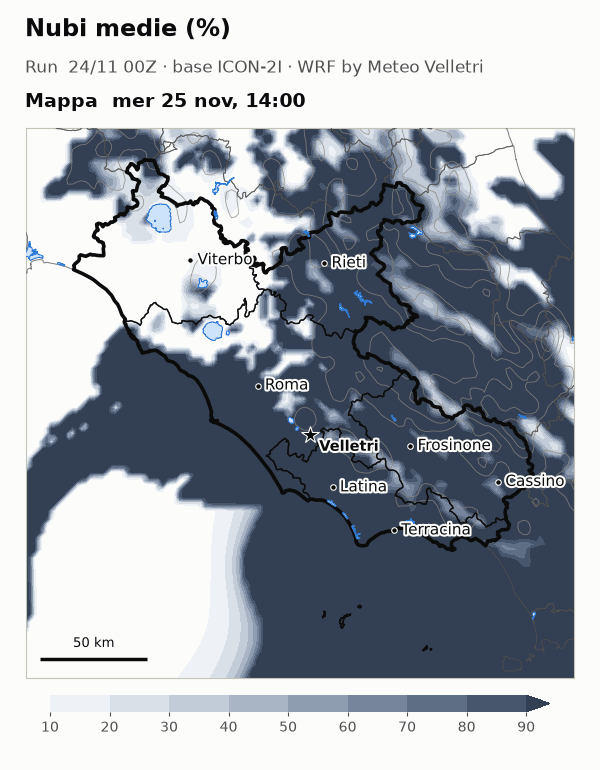 Nubi medie (%)
Run  24/11 00Z · base ICON-2I · WRF by Meteo Velletri
Mappa  mer 25 nov, 14:00
Viterbo
Rieti
Roma
Velletri
Frosinone
Cassino
Latina
Terracina
50 km
10 20 30 40 50 60 70 80 90